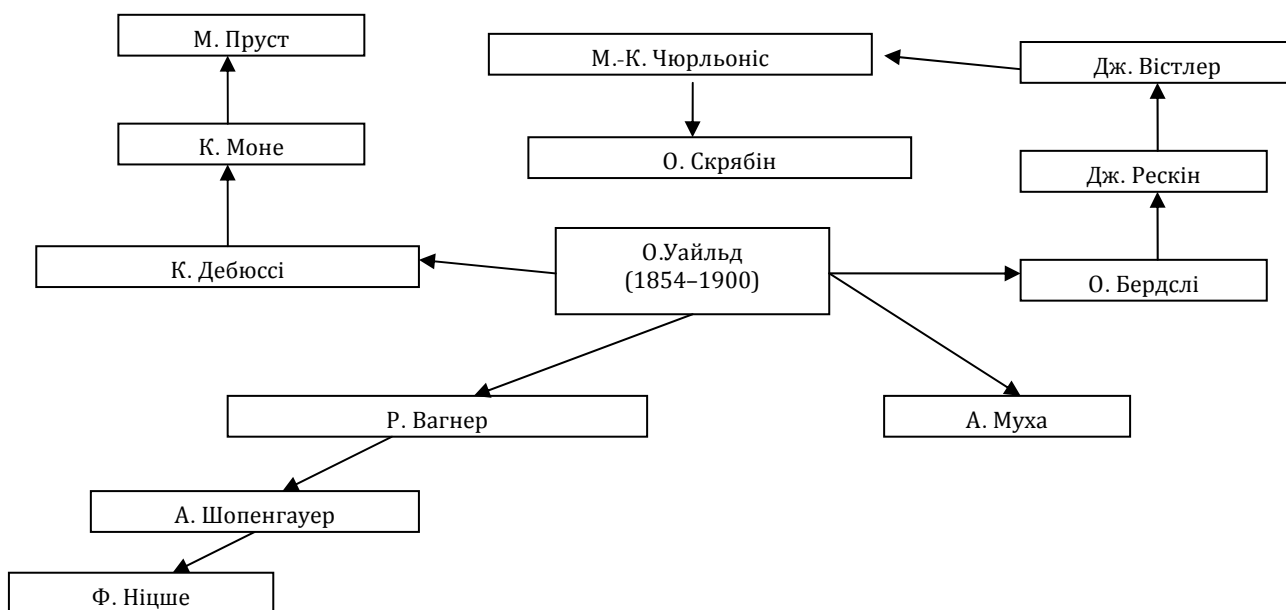 М. Пруст
М.-К. Чюрльоніс
Дж. Вістлер
К. Моне
О. Скрябін
Дж. Рескін
К. Дебюссі
О.Уайльд
(1854–1900)
О. Бердслі
Р. Вагнер
А. Муха
А. Шопенгауер
Ф. Ніцше